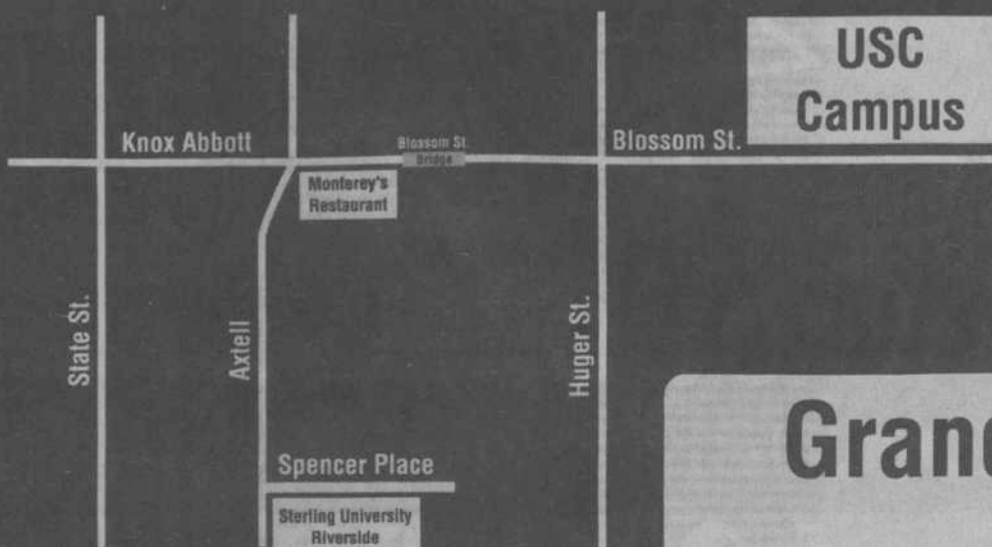 USC
Campus
Knox Abbott
Blossom St.
Bridge
Blossom St.
Monterey's
Restaurant
State St.
Axtell
Huger St.
Spencer Place
Sterling University
Riverside
Grand